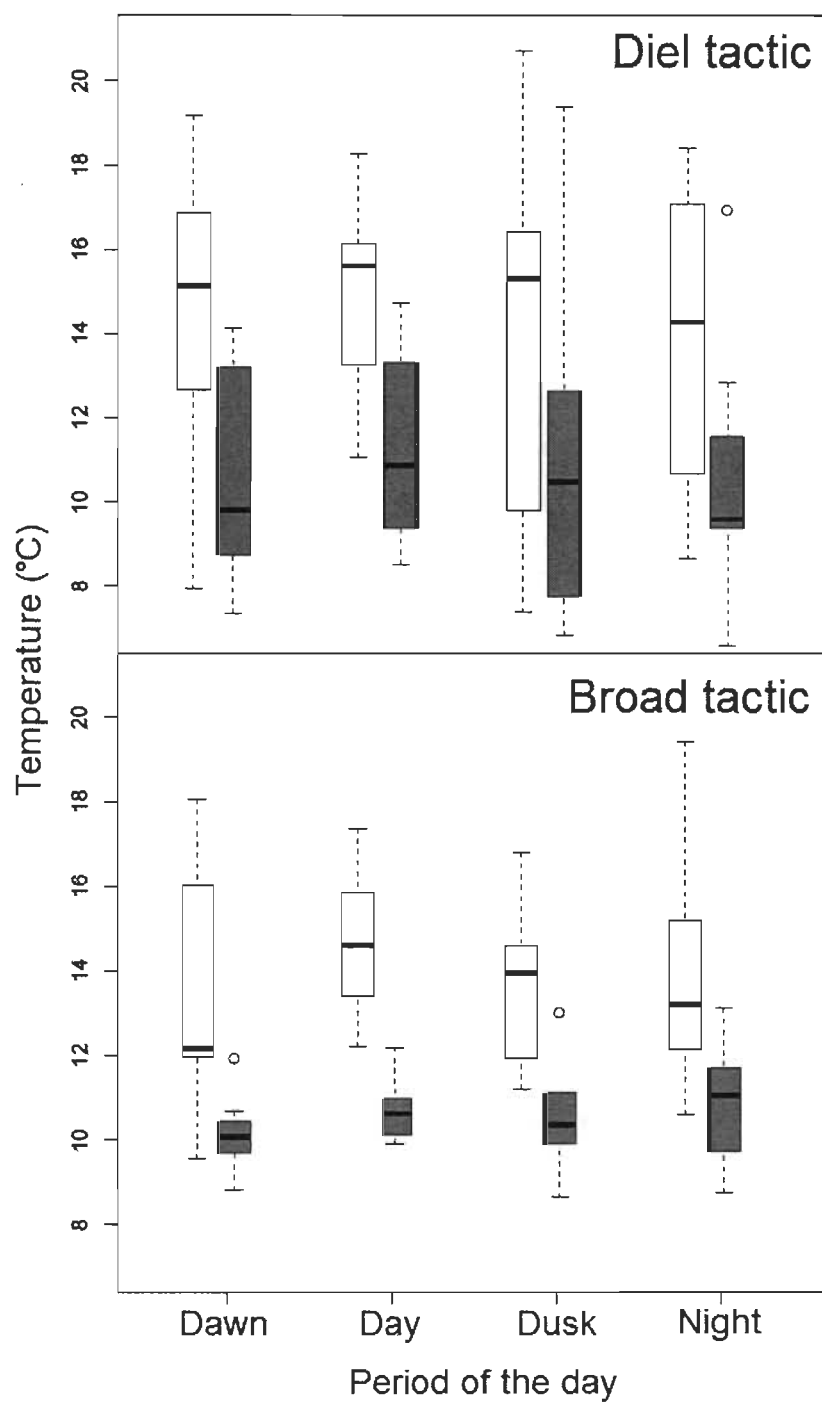 Diel tactic
20
18
16
14
12
10
8
Broad tactic
20
18
16
14
12
10
8
Temperature (°C)
Dawn Day Dusk Night
Period of the day